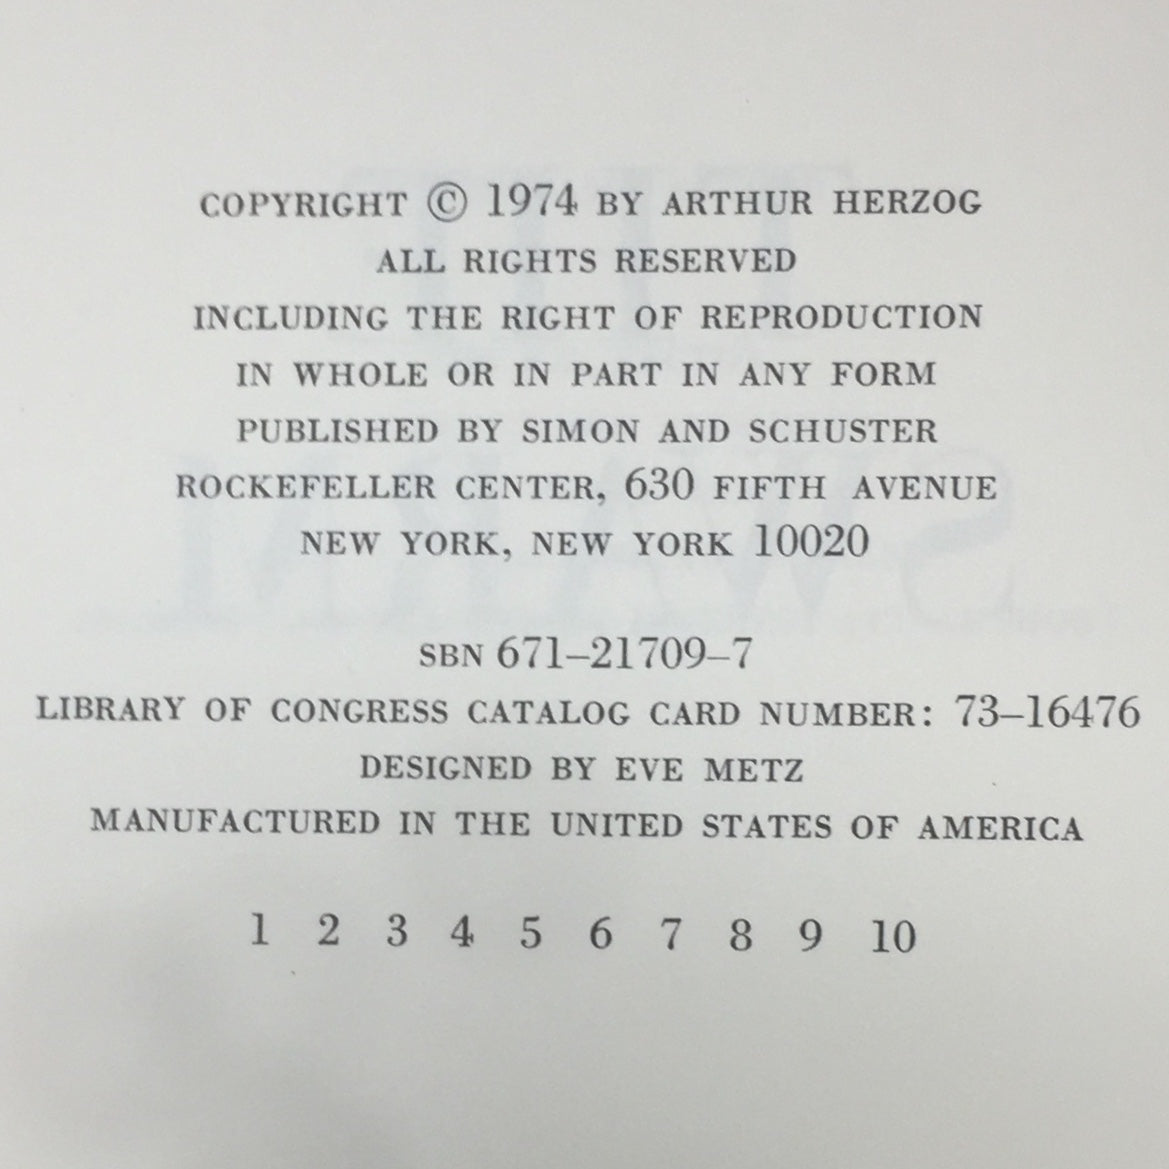 COPYRIGHT © 1974 BY ARTHUR HERZOG
ALL RIGHTS RESERVED
INCLUDING THE RIGHT OF REPRODUCTION
IN WHOLE OR IN PART IN ANY FORM
PUBLISHED BY SIMON AND SCHUSTER
ROCKEFELLER CENTER, 630 FIFTH AVENUE
NEW YORK, NEW YORK 10020
SBN 671–21709–7
LIBRARY OF CONGRESS CATALOG CARD NUMBER: 73–16476
DESIGNED BY EVE METZ
MANUFACTURED IN THE UNITED STATES OF AMERICA
1 2 3 4 5 6 7 8 9 10